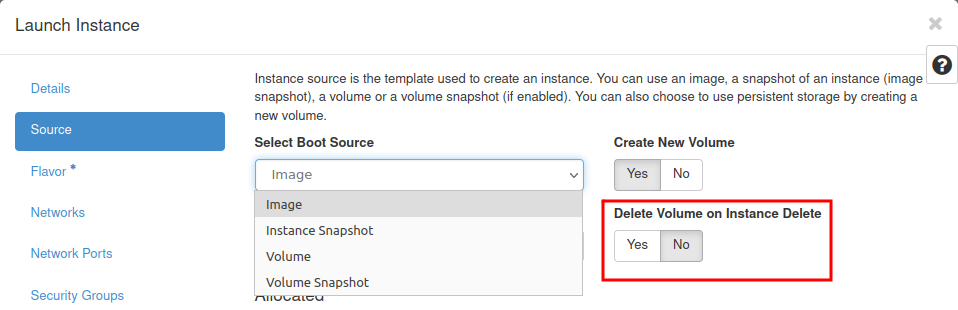 Launch Instance
×
?
Details
Source
Flavor *
Networks
Network Ports
Security Groups
Instance source is the template used to create an instance. You can use an image, a snapshot of an instance (image
snapshot), a volume or a volume snapshot (if enabled). You can also choose to use persistent storage by creating a
new volume.
Select Boot Source
Image
Image
Instance Snapshot
Volume
Volume Snapshot
Allocated
Create New Volume
Yes No
Delete Volume on Instance Delete
Yes No